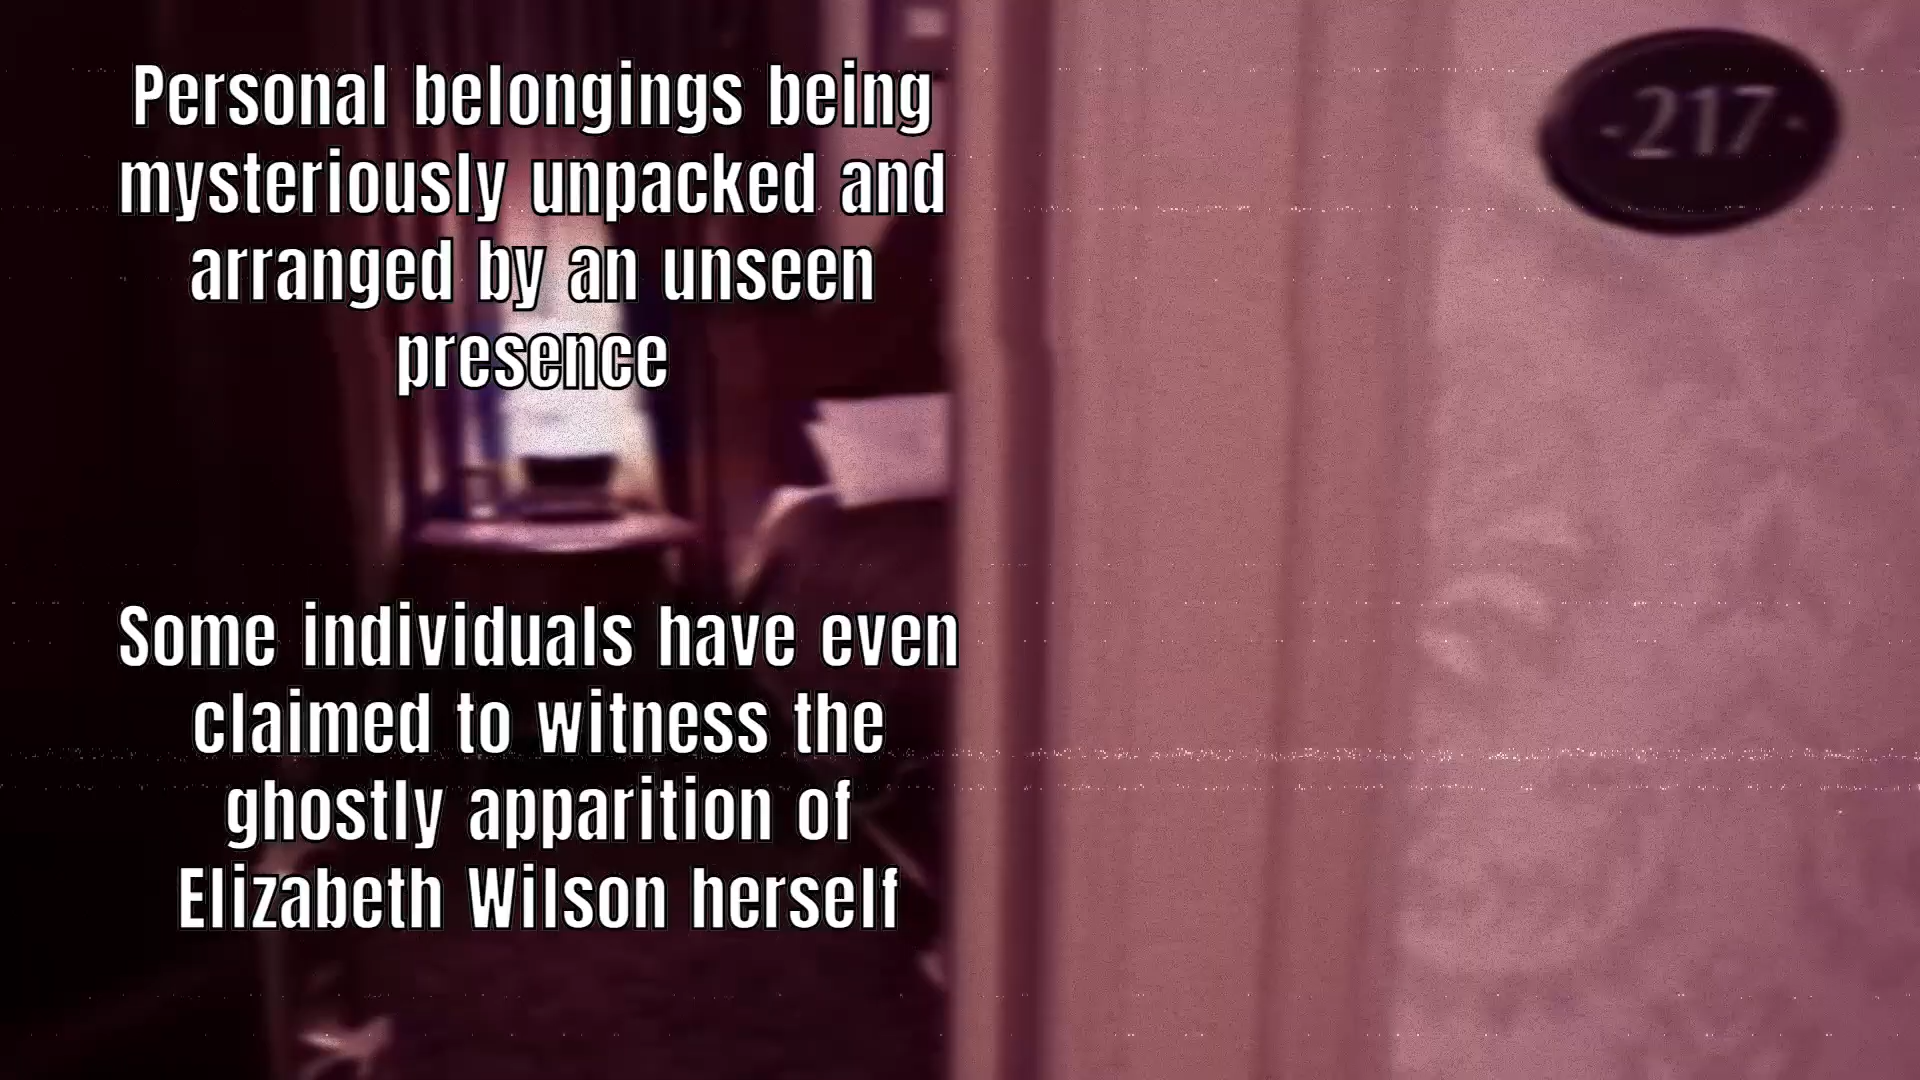 Personal belongings being
mysteriously unpacked and
arranged by an unseen
presence
Some individuals have even
claimed to witness the
ghostly apparition of
Elizabeth Wilson herself
·217·